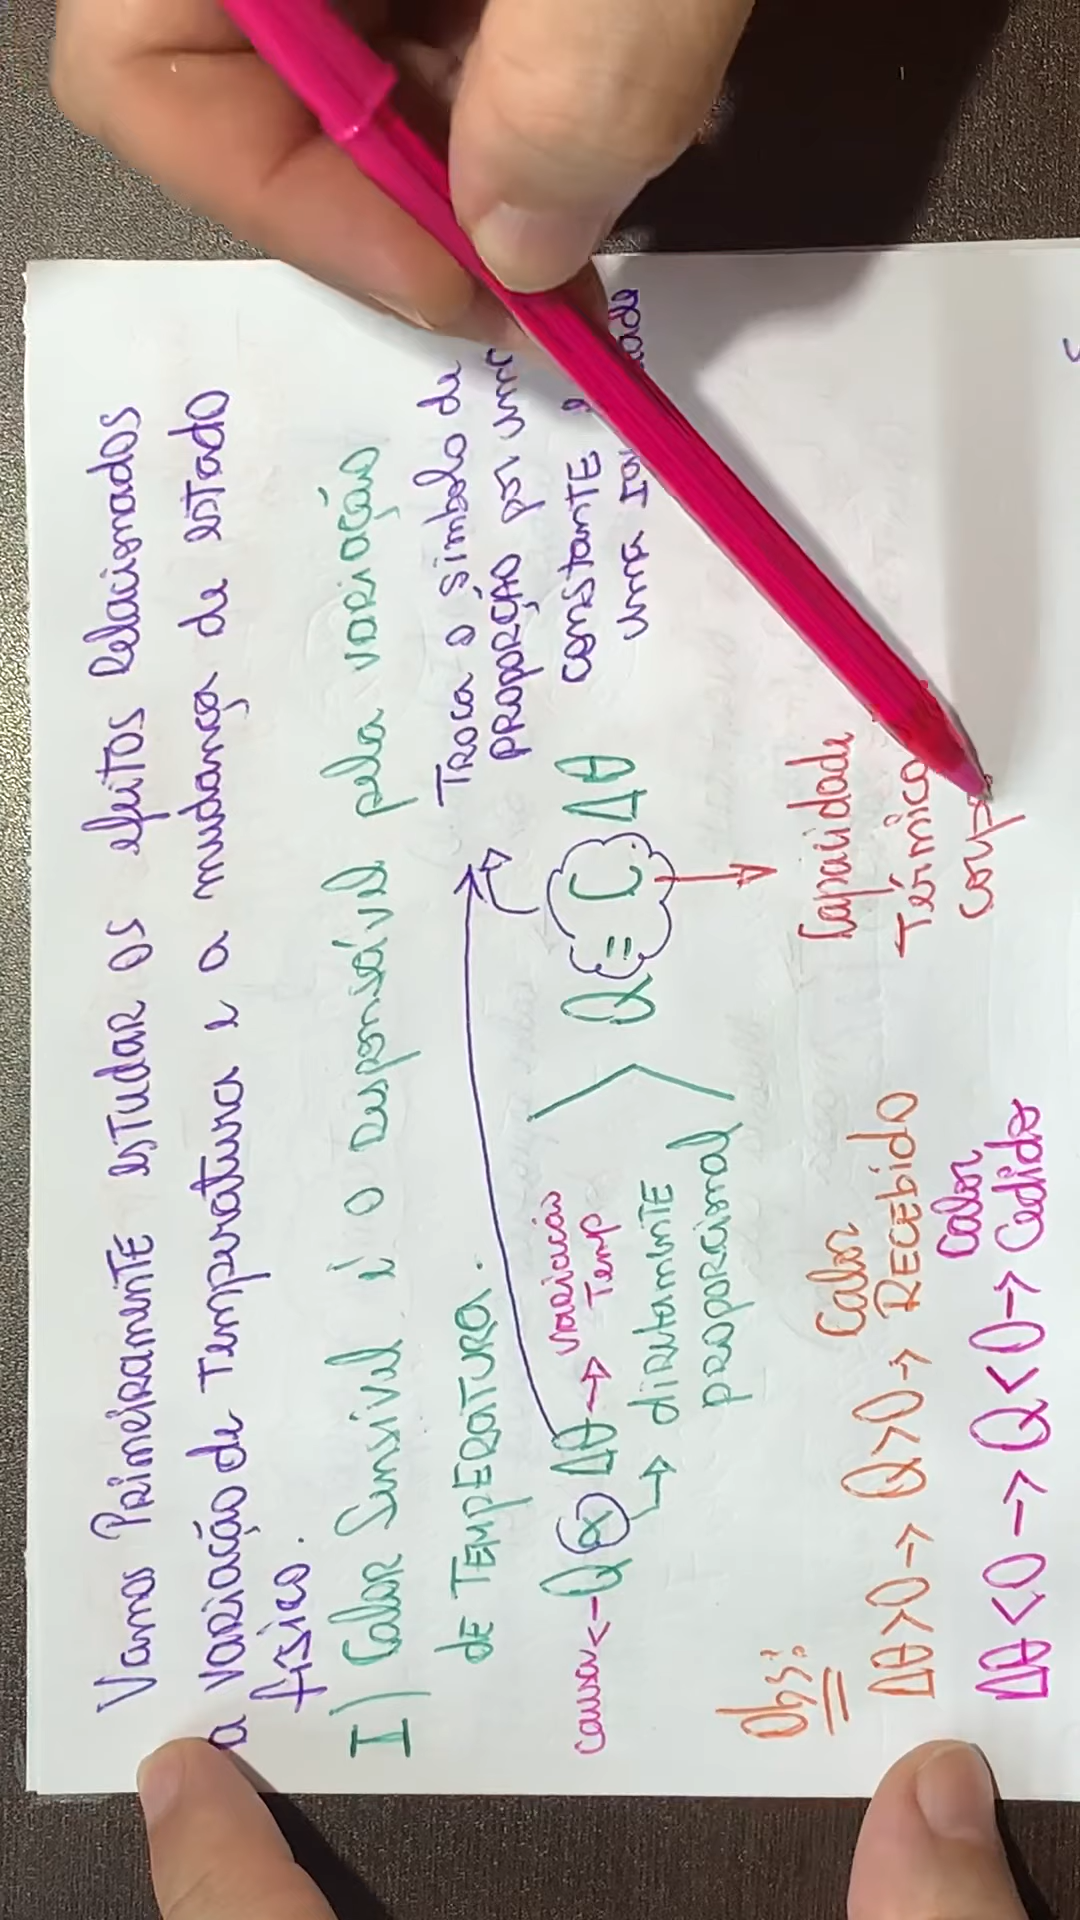 Vamos Primeiramente estudar os efeitos relacionados
a variação de Temperatura e a mudança de estado
físico.
I) Calor Sensível é o responsável pela variação
de Temperatura.
Troca o símbolo de
proporção por uma
constante e
uma
causa <- Q α Δθ -> variação
Temp
-> diretamente
proporcional
Q = C Δθ
Capacidade
Térmica
corp
Obs:
Δθ>0 -> Q>0 -> Calor
Recebido
Δθ<0 -> Q<0 -> Calor
Cedido